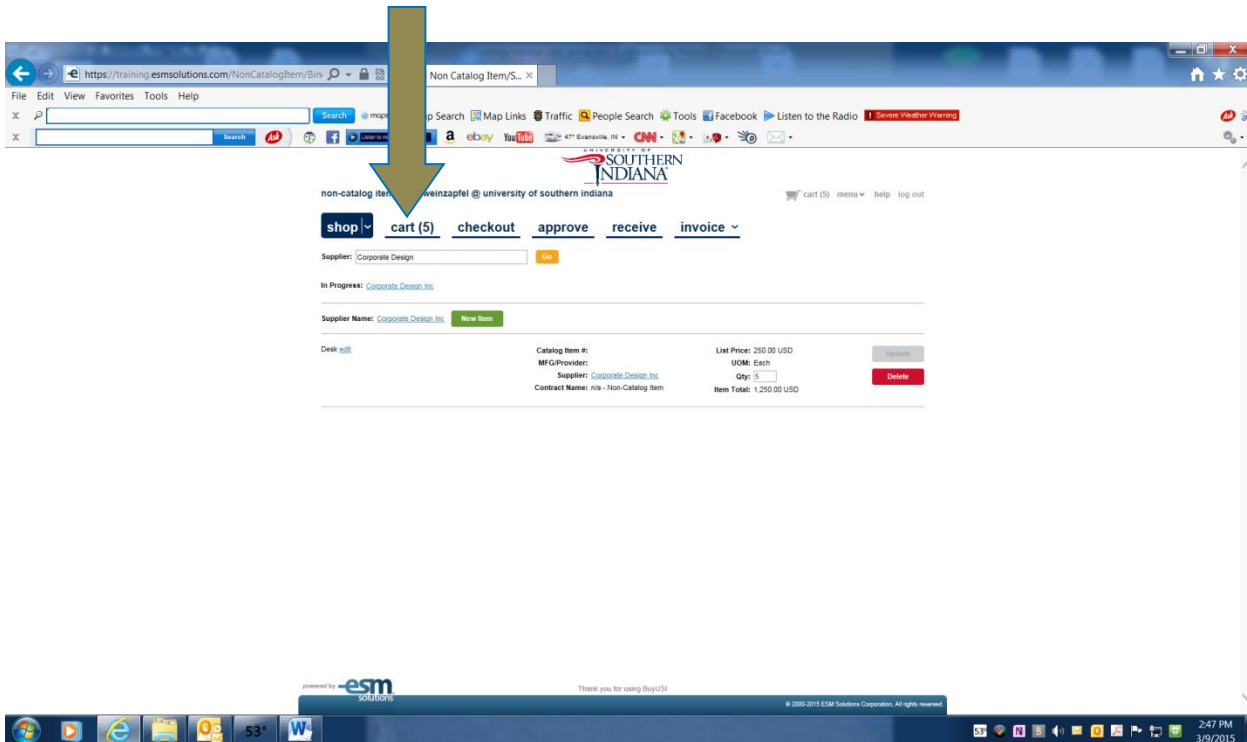 https://training.esmsolutions.com/NonCatalogItem/Bin
Non Catalog Item/S...
File Edit View Favorites Tools Help
Search Search Map Links Traffic People Search Tools Facebook Listen to the Radio Severe Weather Warning
Search Ask a ebay YouTube 47° Evansville, IN CNN
UNIVERSITY OF
SOUTHERN
INDIANA
non-catalog weinzapfel @ university of southern indiana cart (5) menu help log out
shop cart (5) checkout approve receive invoice
Supplier: Corporate Design Go
In Progress: Corporate Design Inc
Supplier Name: Corporate Design Inc New Item
Desk edit Catalog Item #: List Price: 250.00 USD Update
MFG/Provider: UOM: Each
Supplier: Corporate Design Inc Qty: 5 Delete
Contract Name: n/a - Non-Catalog Item Item Total: 1,250.00 USD
powered by esm solutions Thank you for using BuyUSI
© 2000-2015 ESM Solutions Corporation. All rights reserved.
53° 53° 2:47 PM
3/9/2015